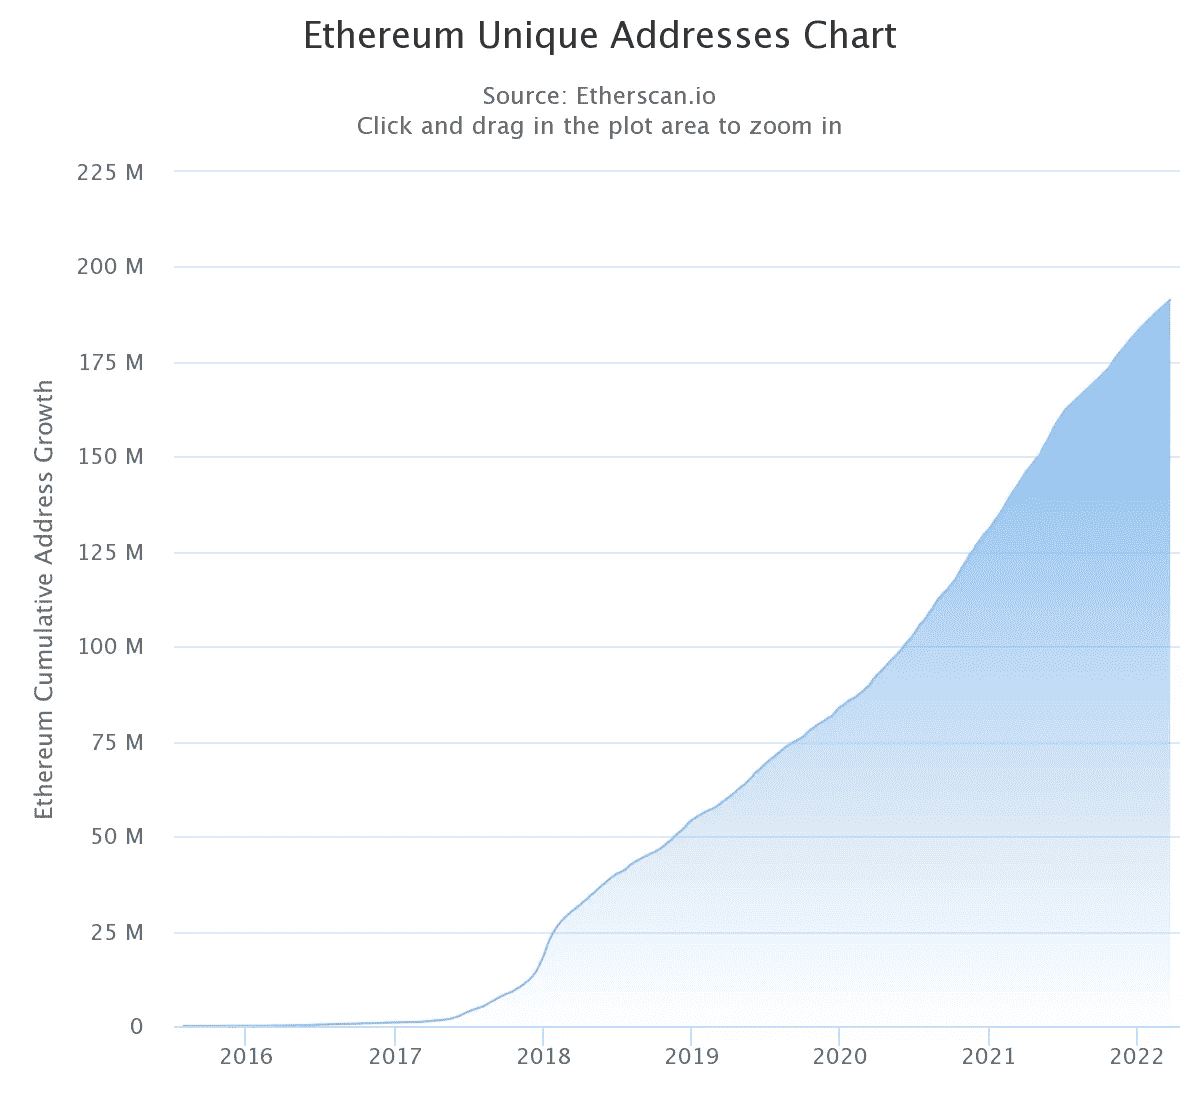 Ethereum Unique Addresses Chart
Source: Etherscan.io
Click and drag in the plot area to zoom in
Ethereum Cumulative Address Growth
225 M
200 M
175 M
150 M
125 M
100 M
75 M
50 M
25 M
0
2016 2017 2018 2019 2020 2021 2022